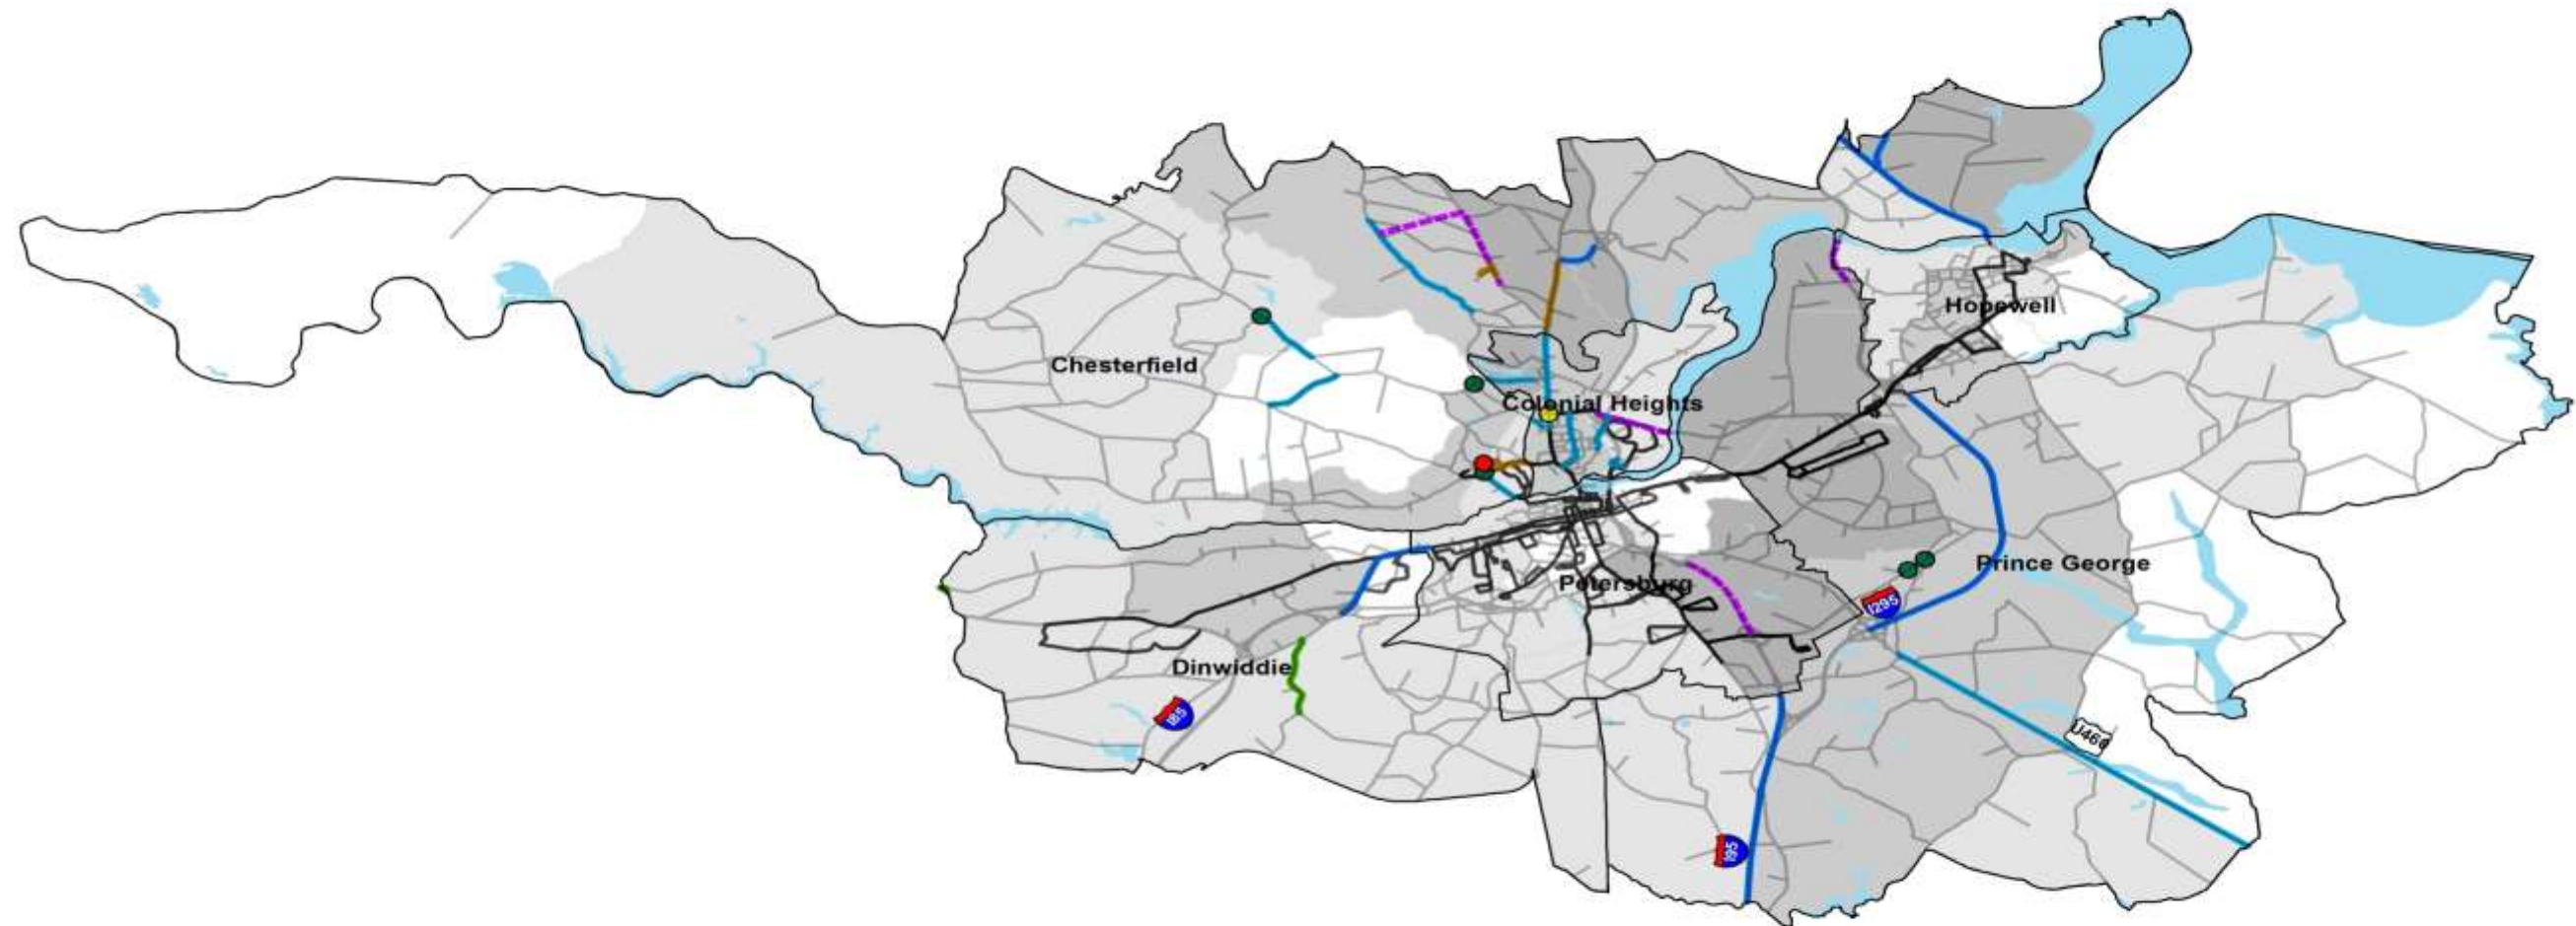 Hopewell
Chesterfield
Colonial Heights
Prince George
Petersburg
I295
Dinwiddie
I85
U460
I95